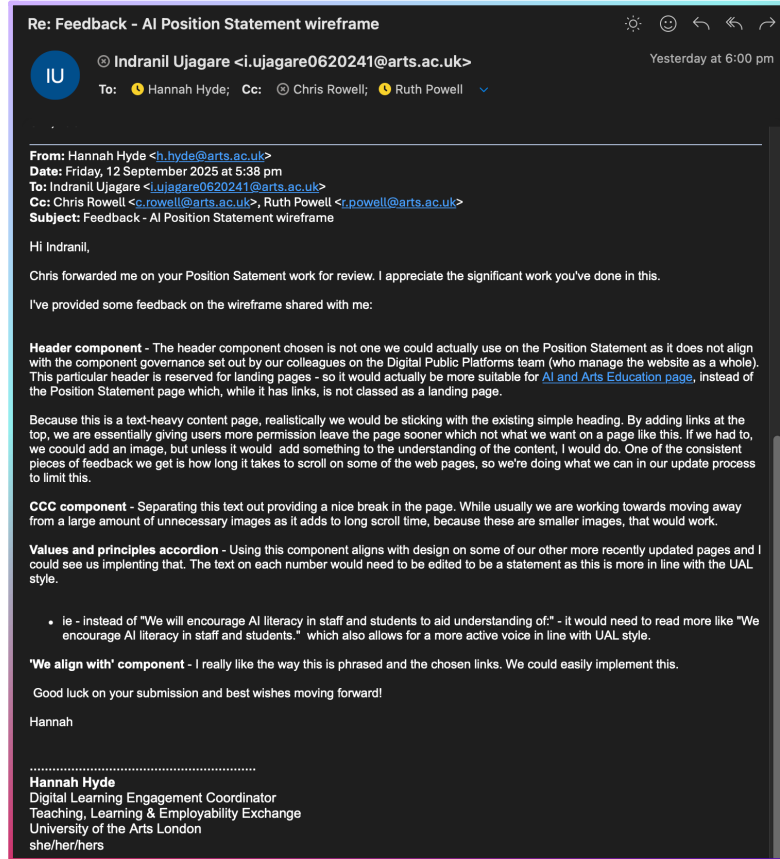 Re: Feedback - AI Position Statement wireframe
IU
Indranil Ujagare <i.ujagare0620241@arts.ac.uk>
Yesterday at 6:00 pm
To: Hannah Hyde; Cc: Chris Rowell; Ruth Powell
From: Hannah Hyde <h.hyde@arts.ac.uk>
Date: Friday, 12 September 2025 at 5:38 pm
To: Indranil Ujagare <i.ujagare0620241@arts.ac.uk>
Cc: Chris Rowell <c.rowell@arts.ac.uk>, Ruth Powell <r.powell@arts.ac.uk>
Subject: Feedback - AI Position Statement wireframe
Hi Indranil,
Chris forwarded me on your Position Satement work for review. I appreciate the significant work you've done in this.
I've provided some feedback on the wireframe shared with me:
Header component - The header component chosen is not one we could actually use on the Position Statement as it does not align
with the component governance set out by our colleagues on the Digital Public Platforms team (who manage the website as a whole).
This particular header is reserved for landing pages - so it would actually be more suitable for AI and Arts Education page, instead of
the Position Statement page which, while it has links, is not classed as a landing page.
Because this is a text-heavy content page, realistically we would be sticking with the existing simple heading. By adding links at the
top, we are essentially giving users more permission leave the page sooner which not what we want on a page like this. If we had to,
we coould add an image, but unless it would add something to the understanding of the content, I would do. One of the consistent
pieces of feedback we get is how long it takes to scroll on some of the web pages, so we're doing what we can in our update process
to limit this.
CCC component - Separating this text out providing a nice break in the page. While usually we are working towards moving away
from a large amount of unnecessary images as it adds to long scroll time, because these are smaller images, that would work.
Values and principles accordion - Using this component aligns with design on some of our other more recently updated pages and I
could see us implenting that. The text on each number would need to be edited to be a statement as this is more in line with the UAL
style.
• ie - instead of "We will encourage AI literacy in staff and students to aid understanding of:" - it would need to read more like "We
encourage AI literacy in staff and students." which also allows for a more active voice in line with UAL style.
'We align with' component - I really like the way this is phrased and the chosen links. We could easily implement this.
Good luck on your submission and best wishes moving forward!
Hannah
............................................................
Hannah Hyde
Digital Learning Engagement Coordinator
Teaching, Learning & Employability Exchange
University of the Arts London
she/her/hers